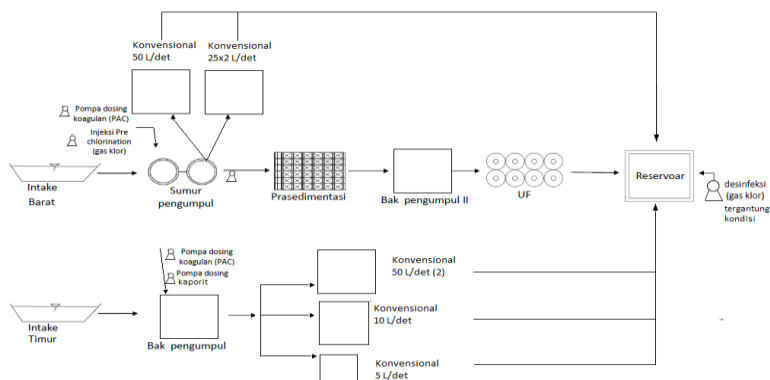 Konvensional
50 L/det
Konvensional
25x2 L/det
Pompa dosing
koagulan (PAC)
Injeksi Pre
chlorination
(gas klor)
Intake
Barat
Sumur
pengumpul
Prasedimentasi
Bak pengumpul II
UF
Reservoar
desinfeksi
(gas klor)
tergantung
kondisi
Pompa dosing
koagulan (PAC)
Pompa dosing
kaporit
Intake
Timur
Bak pengumpul
Konvensional
50 L/det (2)
Konvensional
10 L/det
Konvensional
5 L/det